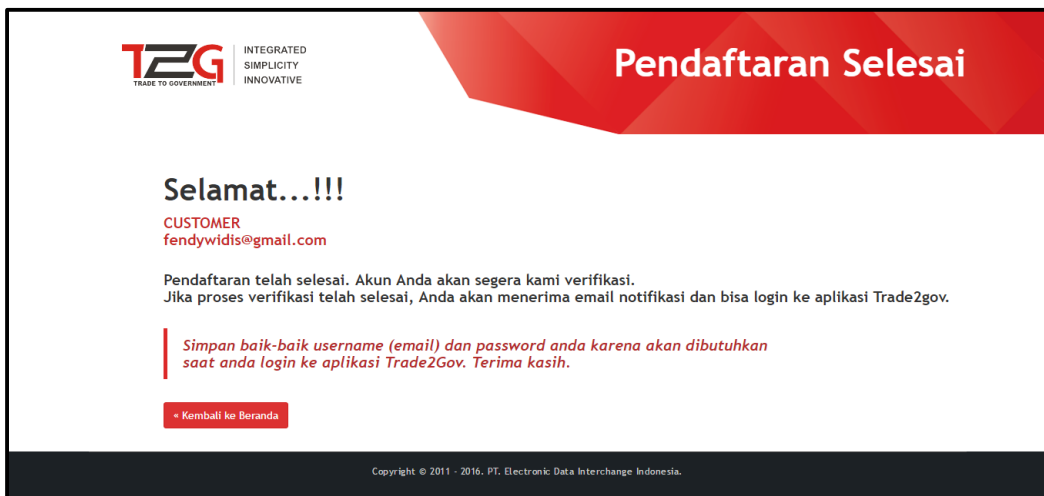 T2G
TRADE TO GOVERNMENT
INTEGRATED
SIMPLICITY
INNOVATIVE
Pendaftaran Selesai
Selamat...!!!
CUSTOMER
fendywidis@gmail.com
Pendaftaran telah selesai. Akun Anda akan segera kami verifikasi.
Jika proses verifikasi telah selesai, Anda akan menerima email notifikasi dan bisa login ke aplikasi Trade2gov.
Simpan baik-baik username (email) dan password anda karena akan dibutuhkan
saat anda login ke aplikasi Trade2Gov. Terima kasih.
« Kembali ke Beranda
Copyright © 2011 - 2016. PT. Electronic Data Interchange Indonesia.